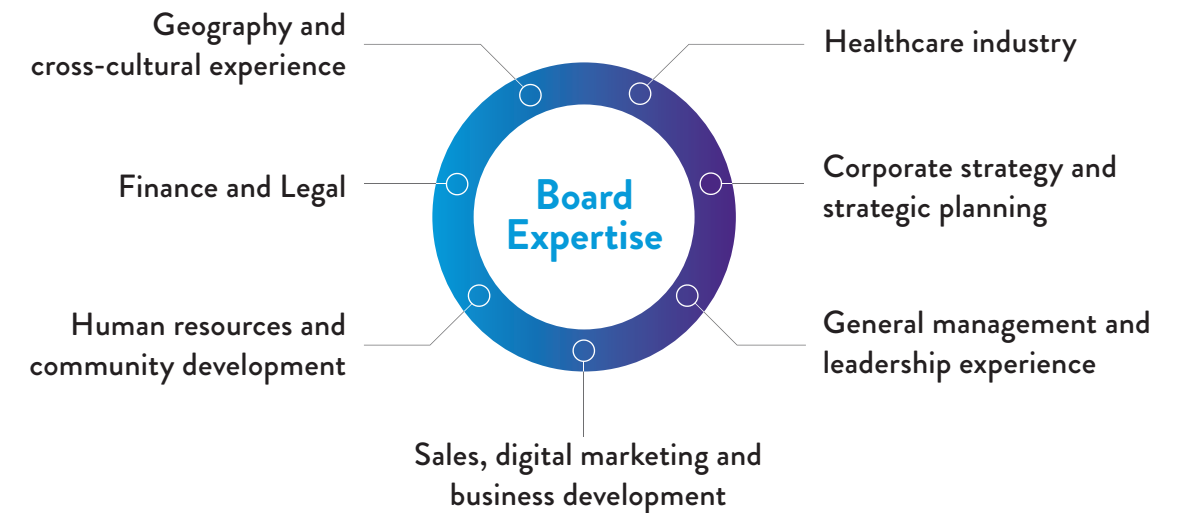 Geography and
cross-cultural experience
Healthcare industry
Finance and Legal
Board
Expertise
Corporate strategy and
strategic planning
Human resources and
community development
General management and
leadership experience
Sales, digital marketing and
business development